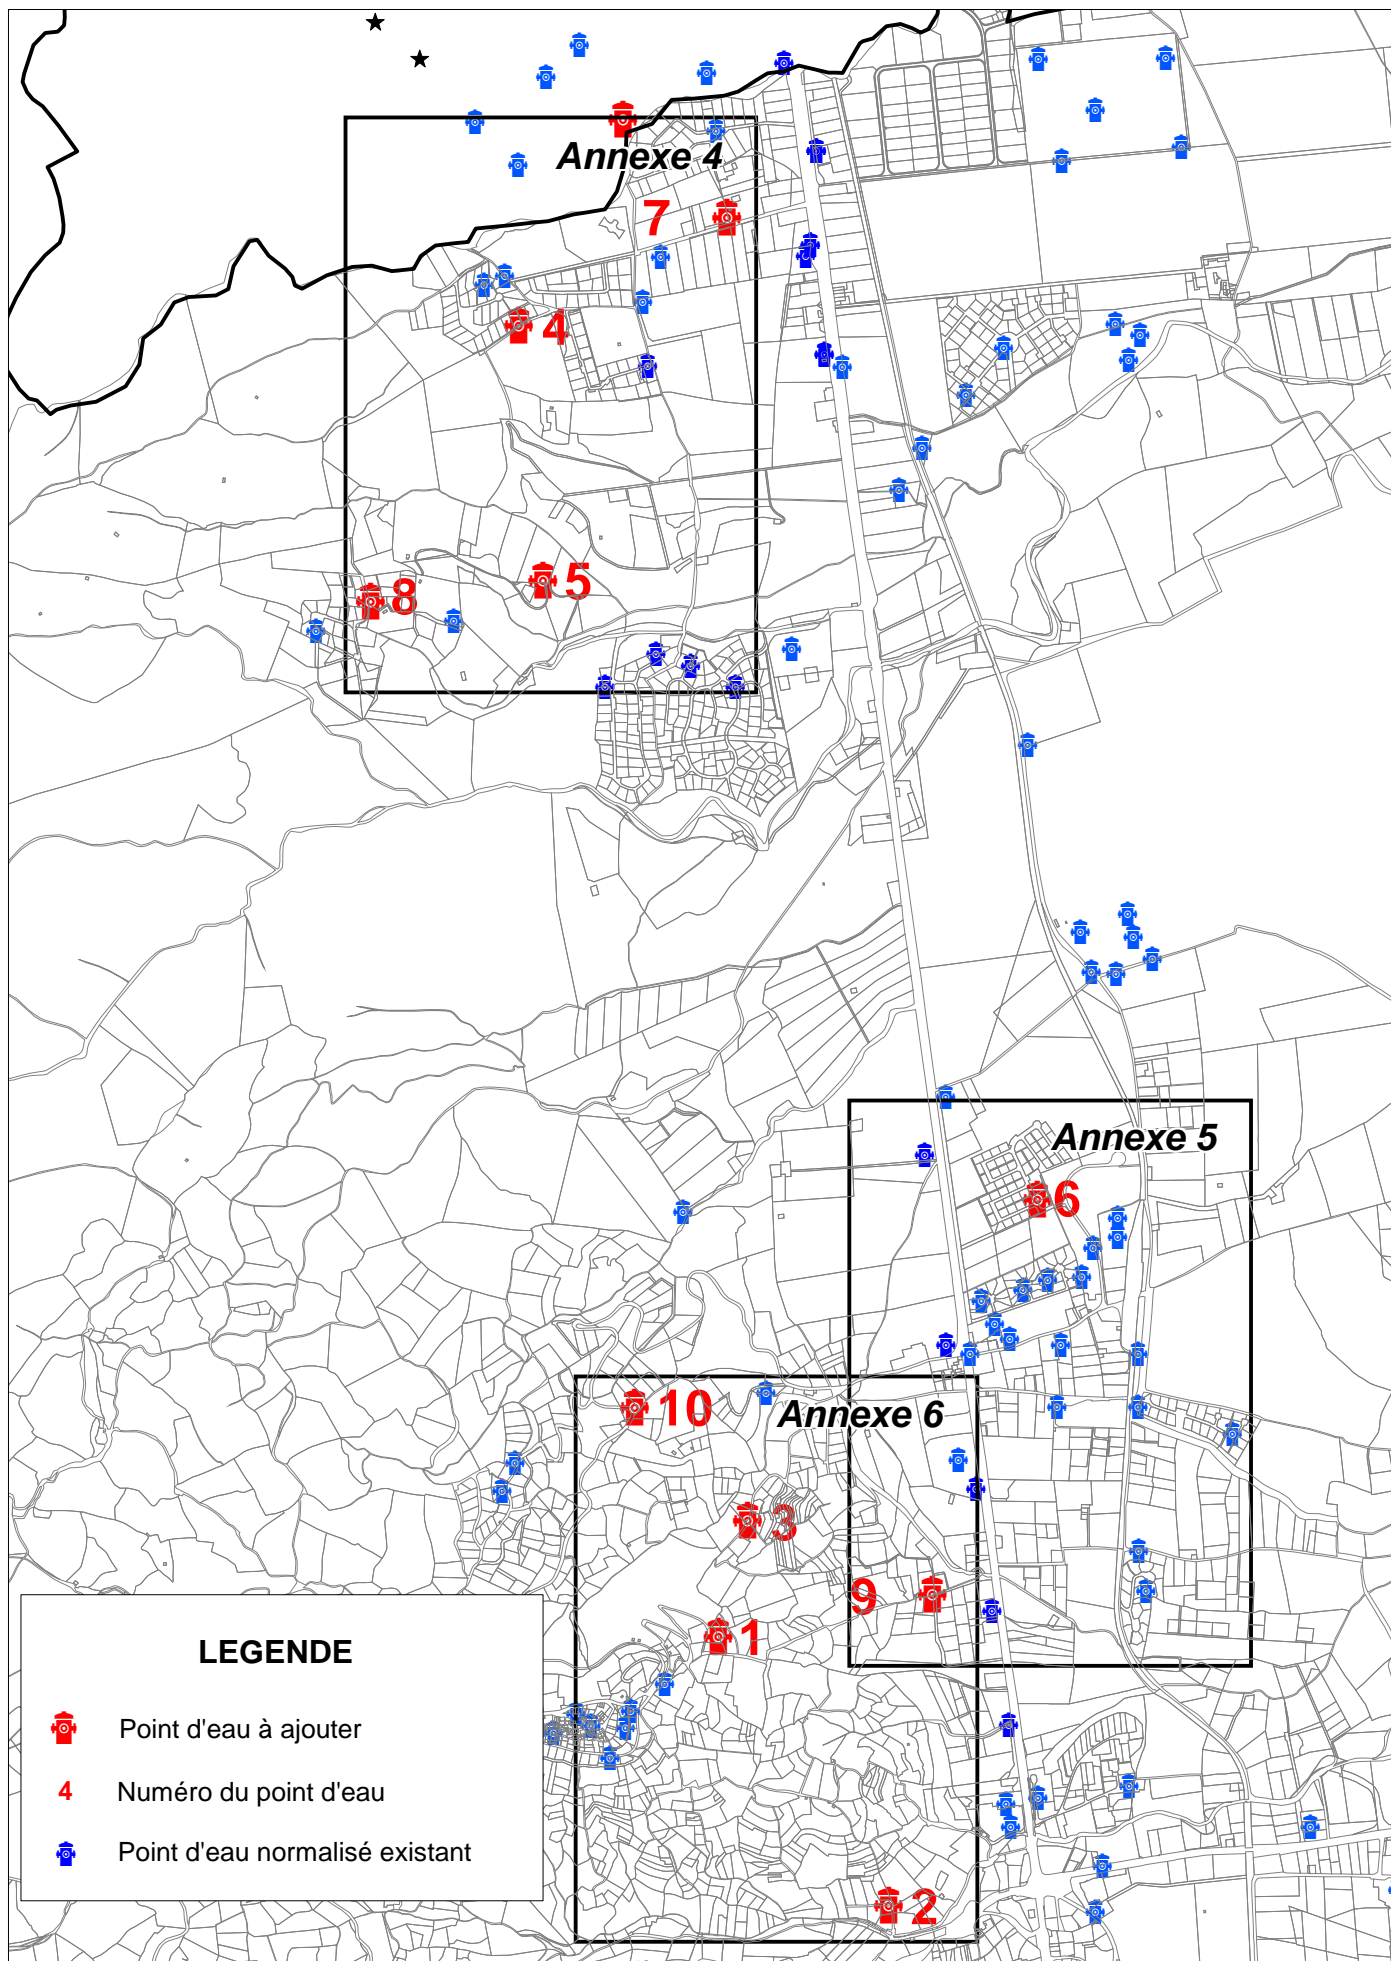 Annexe 4
7
4
5
8
Annexe 5
6
10
Annexe 6
3
9
1
2
LEGENDE
Point d'eau à ajouter
4 Numéro du point d'eau
Point d'eau normalisé existant